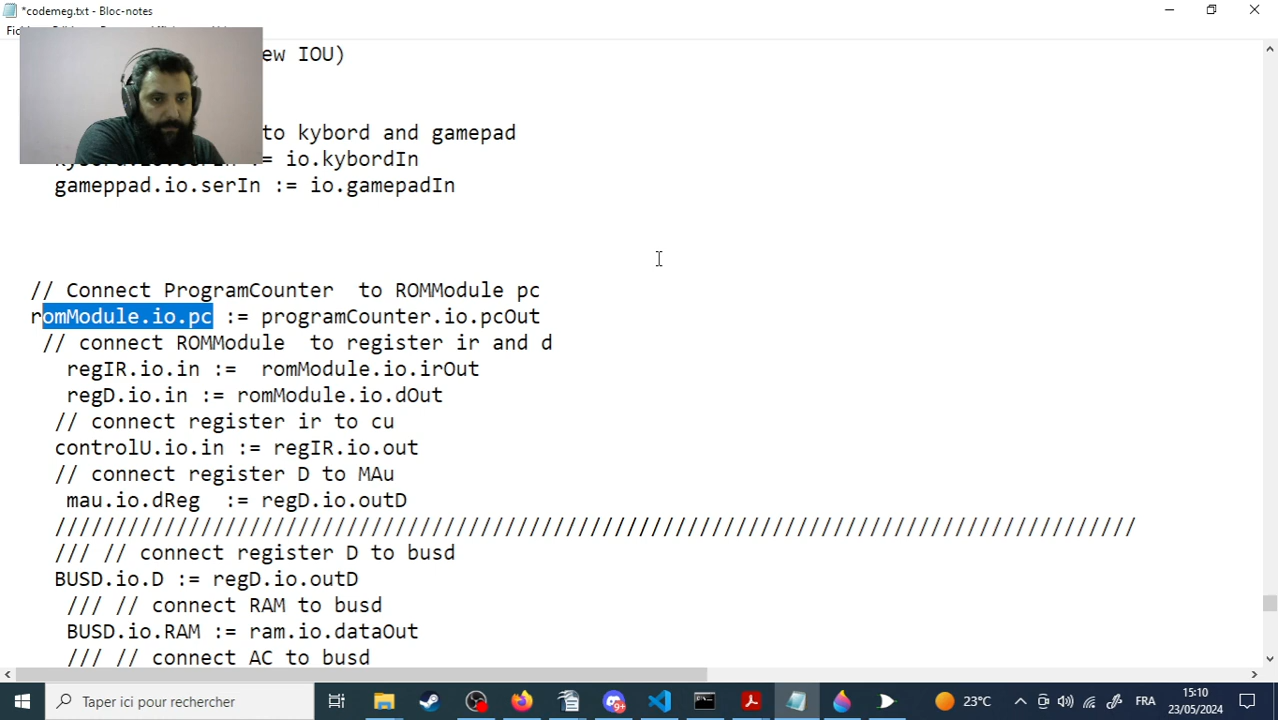 *codemeg.txt - Bloc-notes
ew IOU)
to kybord and gamepad
:= io.kybordIn
gameppad.io.serIn := io.gamepadIn
// Connect ProgramCounter  to ROMModule pc
romModule.io.pc := programCounter.io.pcOut
// connect ROMModule  to register ir and d
regIR.io.in :=  romModule.io.irOut
regD.io.in := romModule.io.dOut
// connect register ir to cu
controlU.io.in := regIR.io.out
// connect register D to MAu
mau.io.dReg  := regD.io.outD
/////////////////////////////////////////////////////////////////////////////////////////
/// // connect register D to busd
BUSD.io.D := regD.io.outD
/// // connect RAM to busd
BUSD.io.RAM := ram.io.dataOut
/// // connect AC to busd
Taper ici pour rechercher
9+
23°C
FRA
15:10
23/05/2024